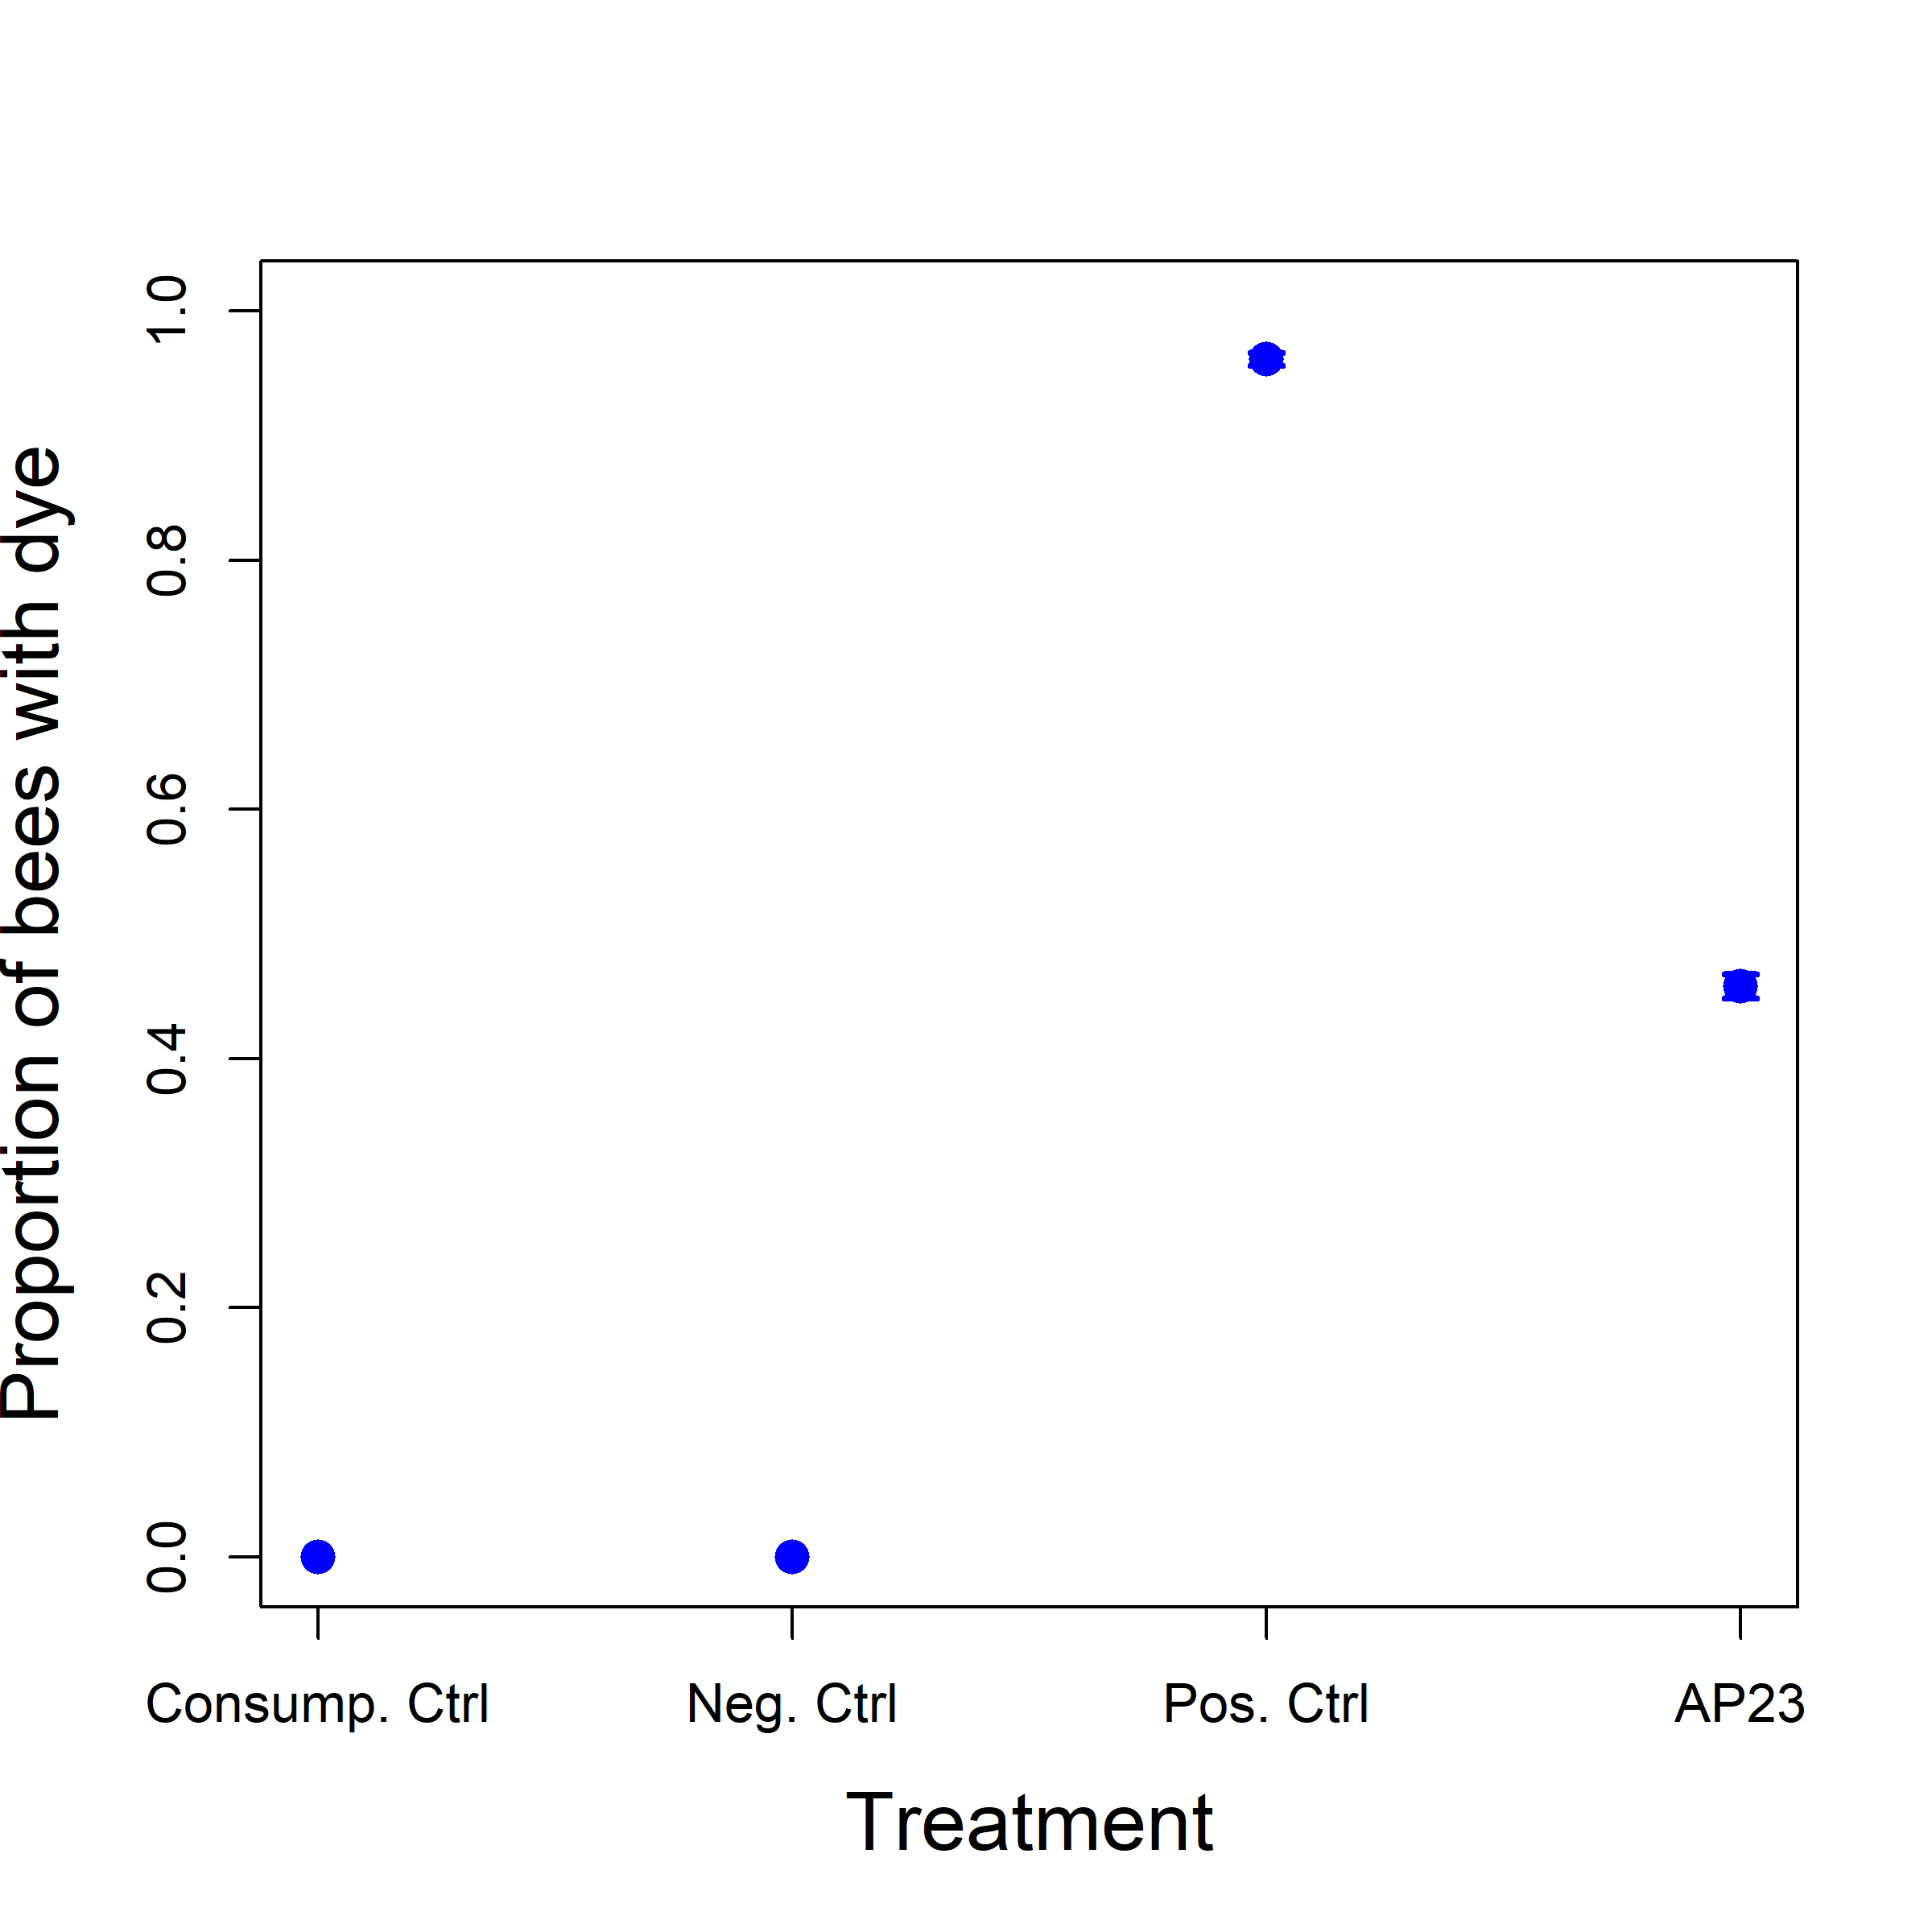 Proportion of bees with dye
1.0
0.8
0.6
0.4
0.2
0.0
Consump. Ctrl
Neg. Ctrl
Pos. Ctrl
AP23
Treatment